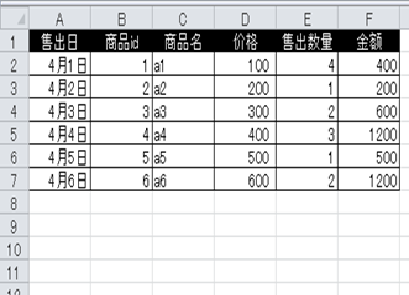 A B C D E F
1 售出日 商品id 商品名 价格 售出数量 金额
2 4月1日 1 a1 100 4 400
3 4月2日 2 a2 200 1 200
4 4月3日 3 a3 300 2 600
5 4月4日 4 a4 400 3 1200
6 4月5日 5 a5 500 1 500
7 4月6日 6 a6 600 2 1200
8
9
10
11